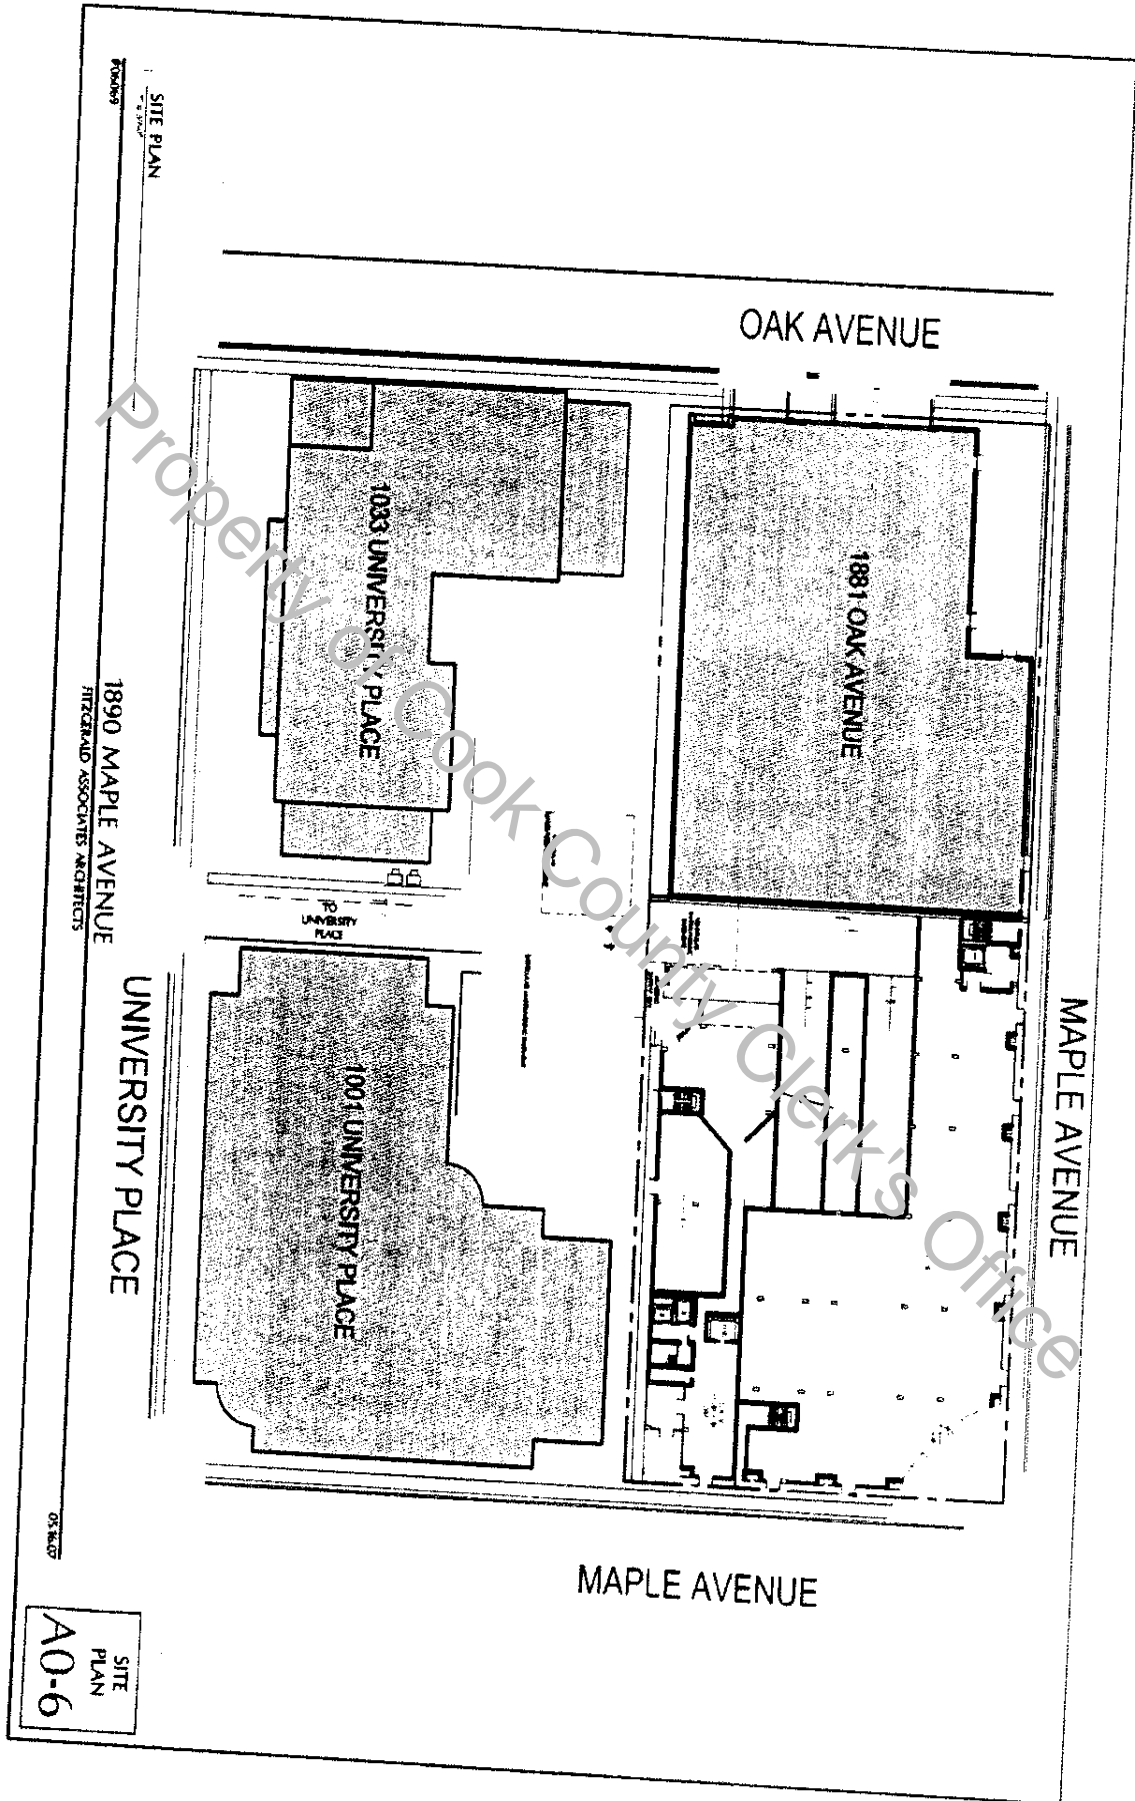 OAK AVENUE
1881 OAK AVENUE
1033 UNIVERSITY PLACE
TO
UNIVERSITY
PLACE
1001 UNIVERSITY PLACE
MAPLE AVENUE
MAPLE AVENUE
UNIVERSITY PLACE
SITE PLAN
1890 MAPLE AVENUE
FITZGERALD ASSOCIATES ARCHITECTS
SITE
PLAN
A0-6
Property of Cook County Clerk's Office